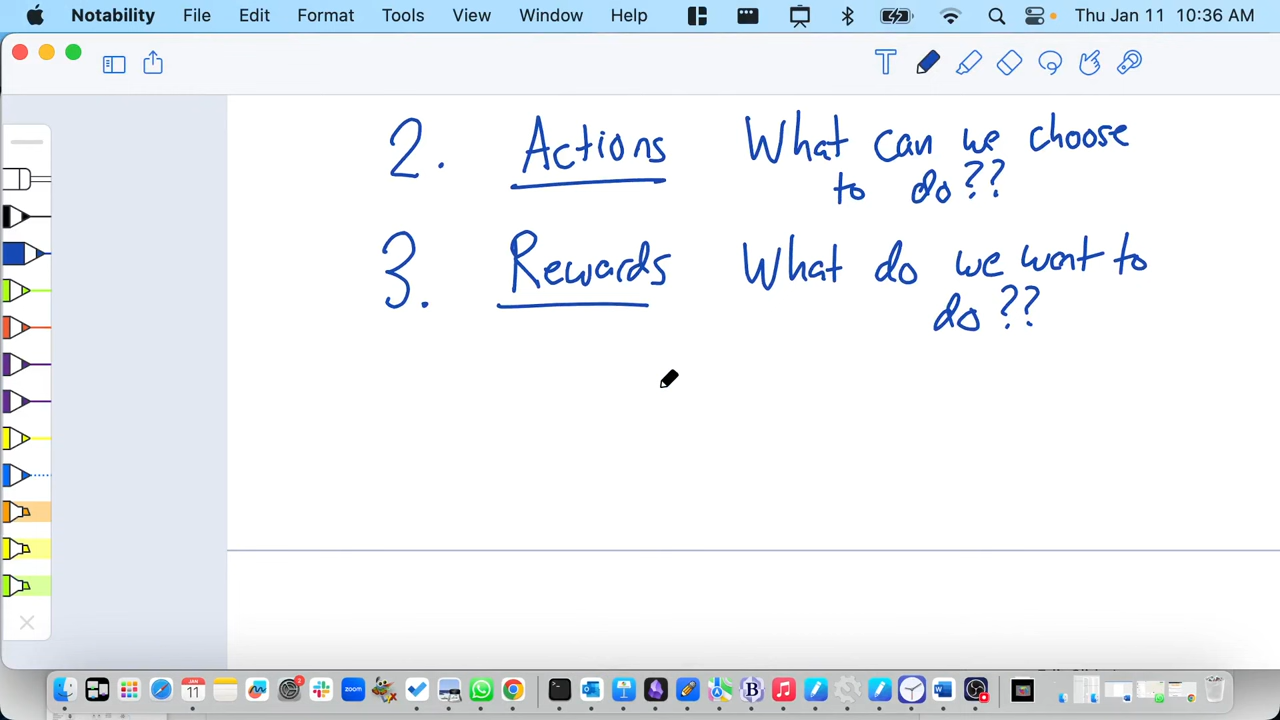 Notability File Edit Format Tools View Window Help Thu Jan 11 10:36 AM
T
2. Actions What can we choose
to do??
3. Rewards What do we want to
do??